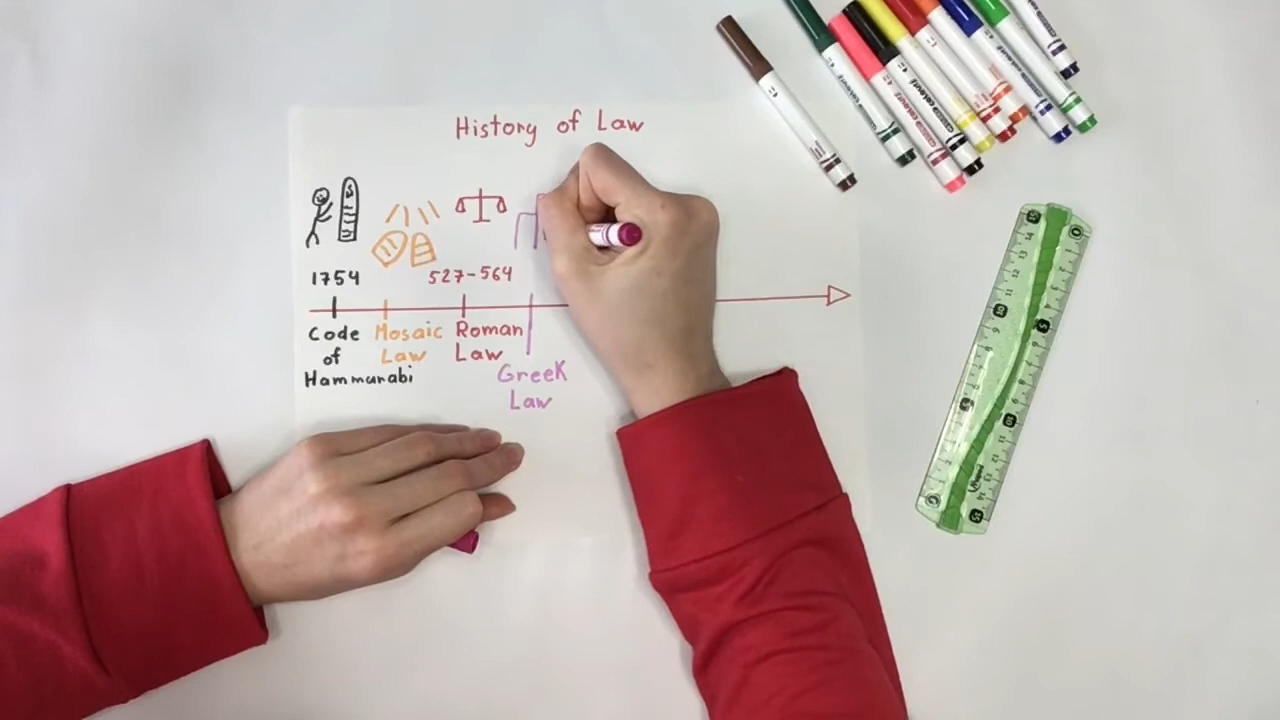 History of Law
1754
527-564
Code
of
Hammurabi
Mosaic
Law
Roman
Law
Greek
Law